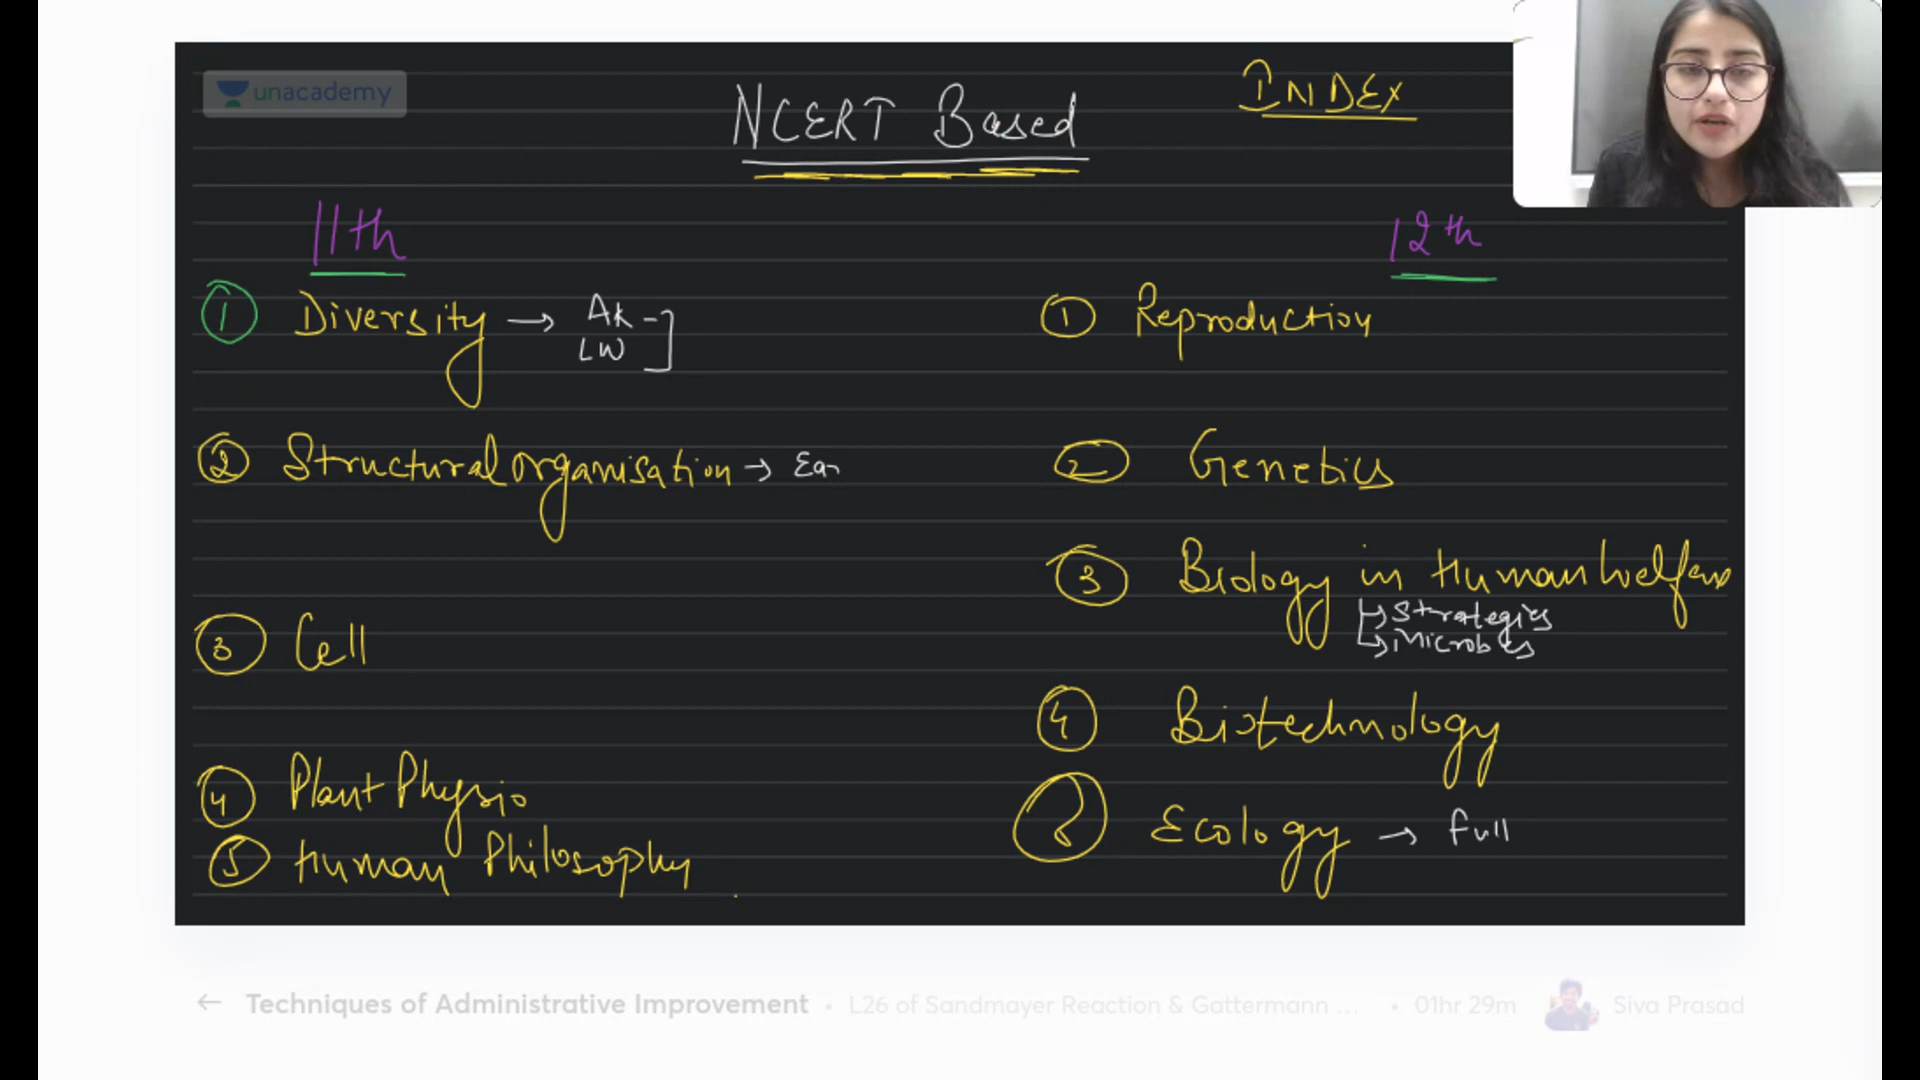 unacademy
NCERT Based
INDEX
11th
12th
1 Diversity → AK
LW
1 Reproduction
2 Structural organisation → Ear
2 Genetics
3 Biology in Human Welfare
→ Strategies
→ Microbes
3 Cell
4 Biotechnology
4 Plant Physio
Ecology → full
5 Human Philosophy
← Techniques of Administrative Improvement • L26 of Sandmayer Reaction & Gattermann ... • 01hr 29m Siva Prasad